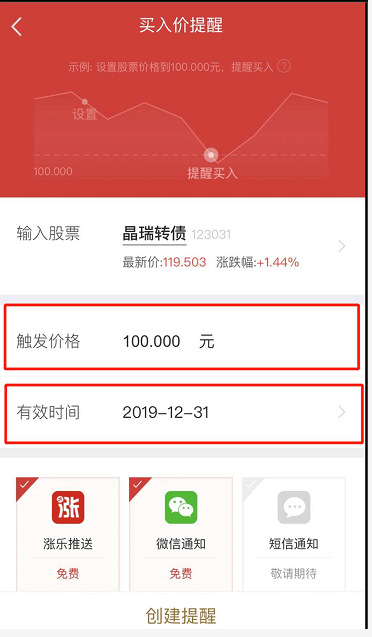 买入价提醒
示例: 设置股票价格到100.000元，提醒买入 ?
设置
100.000
提醒买入
输入股票 晶瑞转债 123031
最新价:119.503 涨跌幅:+1.44%
触发价格 100.000 元
有效时间 2019-12-31
涨
涨乐推送 微信通知 短信通知
免费 免费 敬请期待
创建提醒